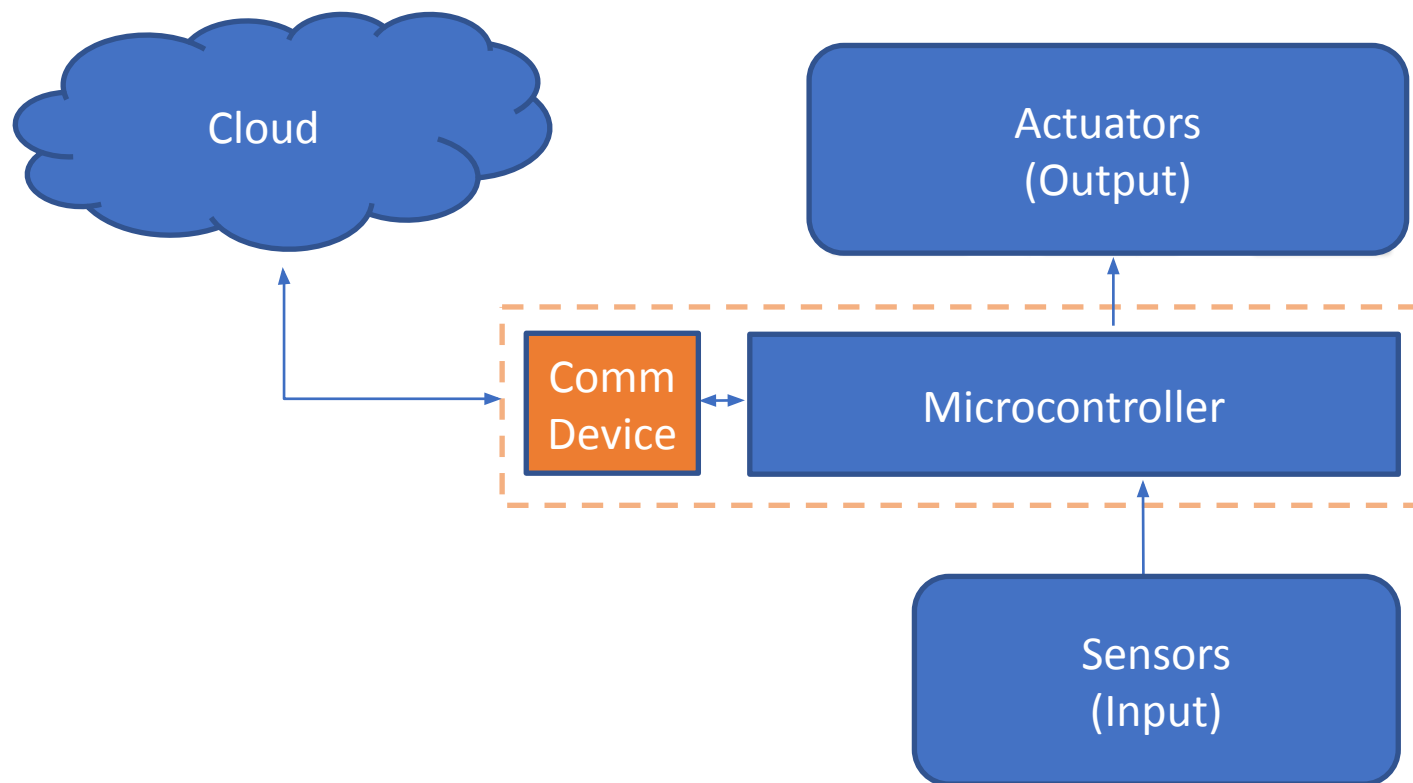 Cloud
Actuators
(Output)
Comm
Device
Microcontroller
Sensors
(Input)